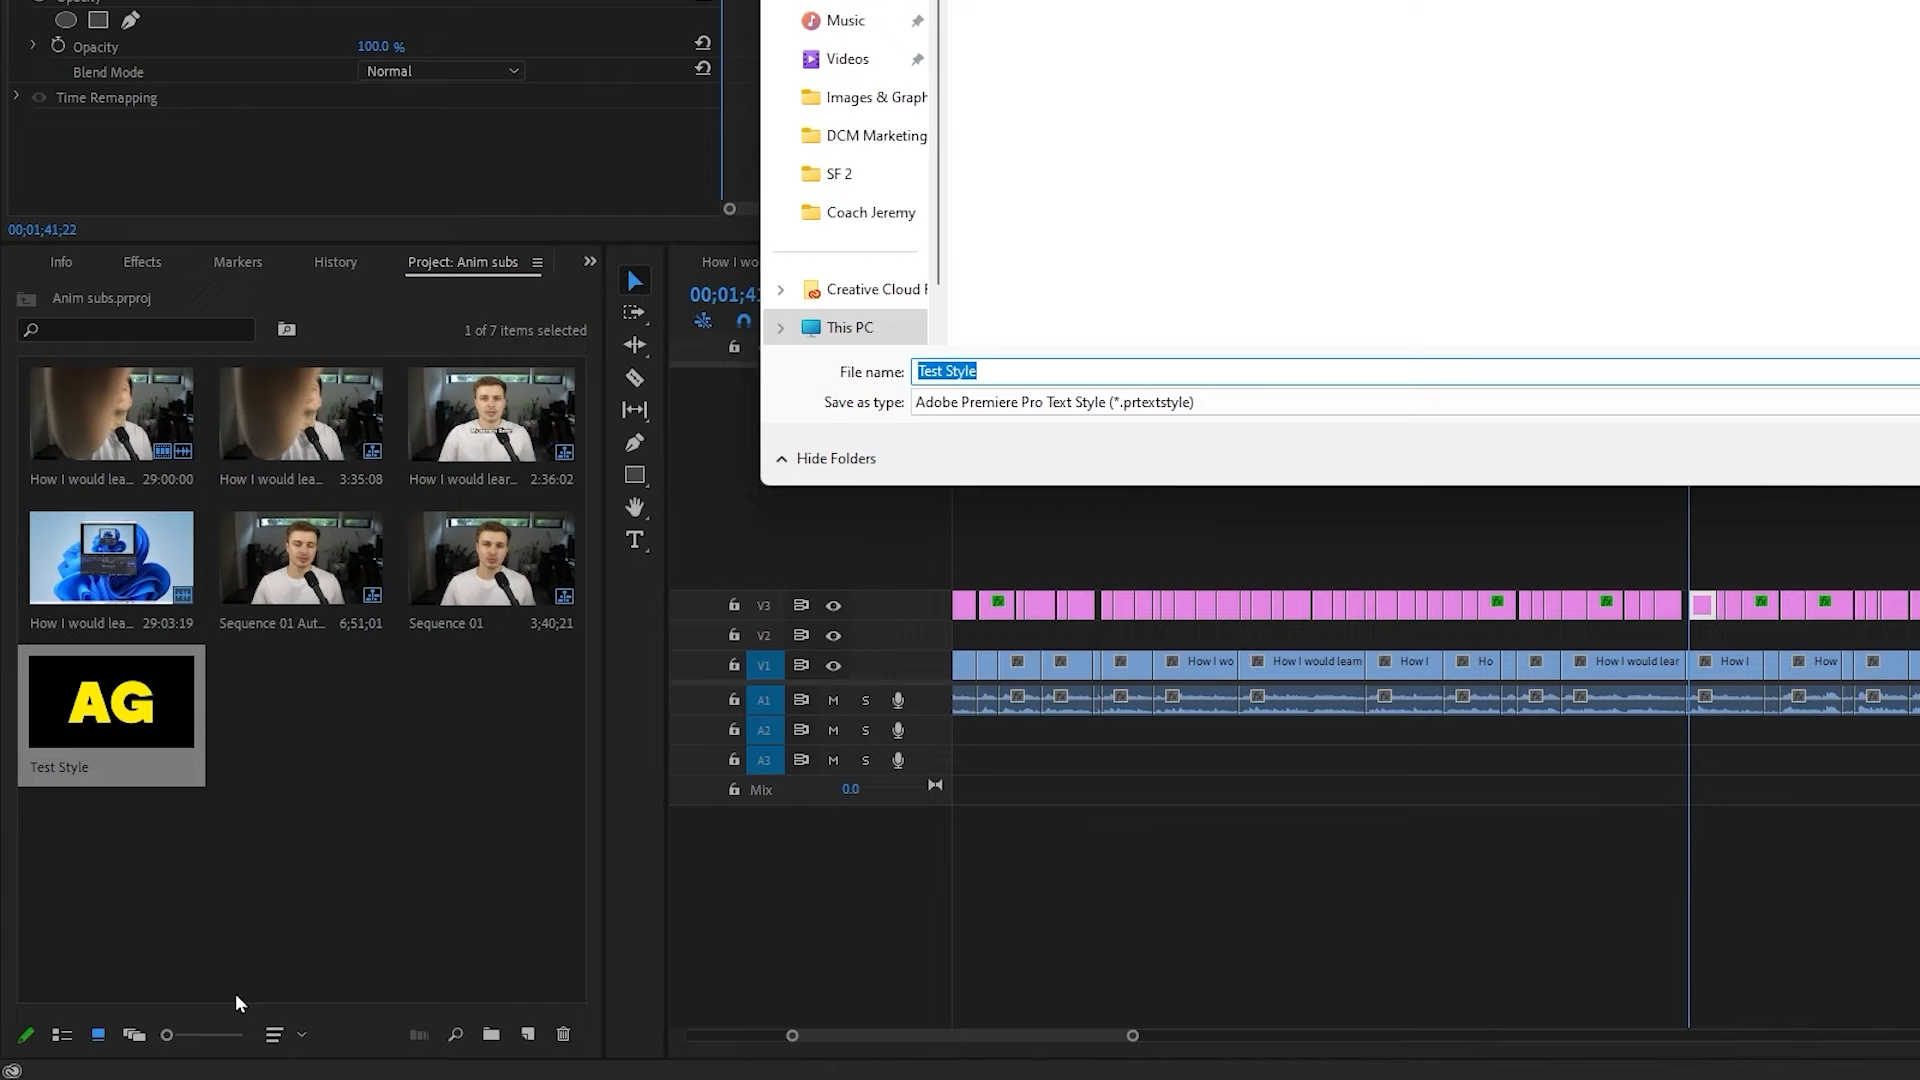 Opacity
100.0 %
Blend Mode
Normal
Time Remapping
00;01;41;22
Info
Effects
Markers
History
Project: Anim subs
Anim subs.prproj
1 of 7 items selected
How I would lea... 29:00:00
How I would lea... 3:35:08
How I would lear... 2:36:02
How I would lea... 29:03:19
Sequence 01 Aut... 6;51;01
Sequence 01 3;40;21
AG
Test Style
Music
Videos
Images & Graph
DCM Marketing
SF 2
Coach Jeremy
Creative Cloud F
This PC
File name: Test Style
Save as type: Adobe Premiere Pro Text Style (*.prtextstyle)
Hide Folders
How I wo
00;01;41
T
V3
V2
V1
How I wo
How I would learn
How I
Ho
How I would lear
How I
How
A1 M S
A2 M S
A3 M S
Mix 0.0